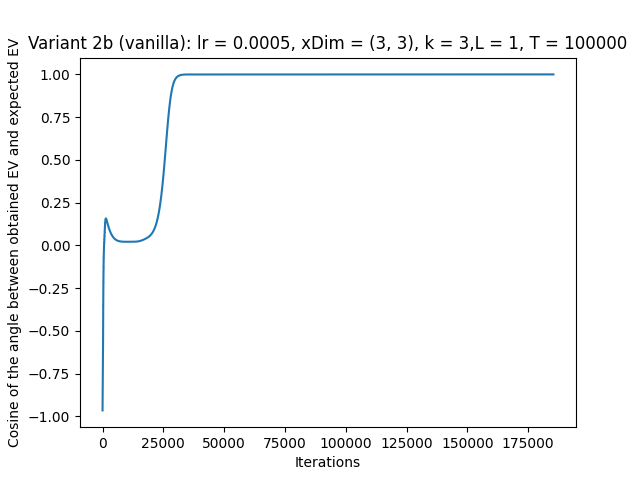 Variant 2b (vanilla): lr = 0.0005, xDim = (3, 3), k = 3,L = 1, T = 100000
Cosine of the angle between obtained EV and expected EV
1.00
0.75
0.50
0.25
0.00
−0.25
−0.50
−0.75
−1.00
0 25000 50000 75000 100000 125000 150000 175000
Iterations